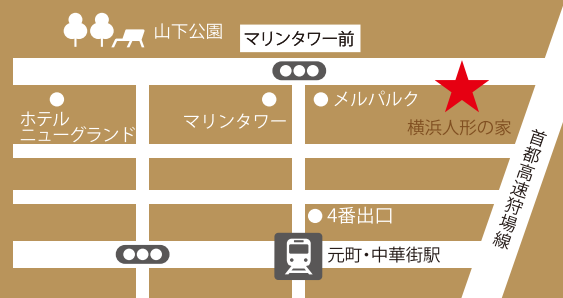 山下公園
マリンタワー前
ホテル
ニューグランド
マリンタワー
メルパルク
横浜人形の家
首都高速狩場線
4番出口
元町・中華街駅